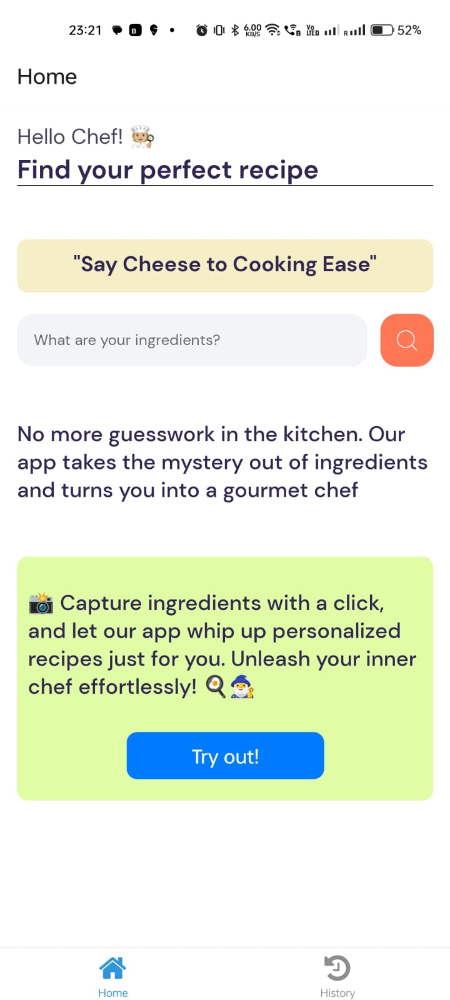 23:21 B 6.00 KB/S Vo LTED R 52%
Home
Hello Chef! 🧑🏼‍🍳
Find your perfect recipe
"Say Cheese to Cooking Ease"
What are your ingredients?
No more guesswork in the kitchen. Our
app takes the mystery out of ingredients
and turns you into a gourmet chef
📸 Capture ingredients with a click,
and let our app whip up personalized
recipes just for you. Unleash your inner
chef effortlessly! 🍳🧙‍♂️
Try out!
Home History